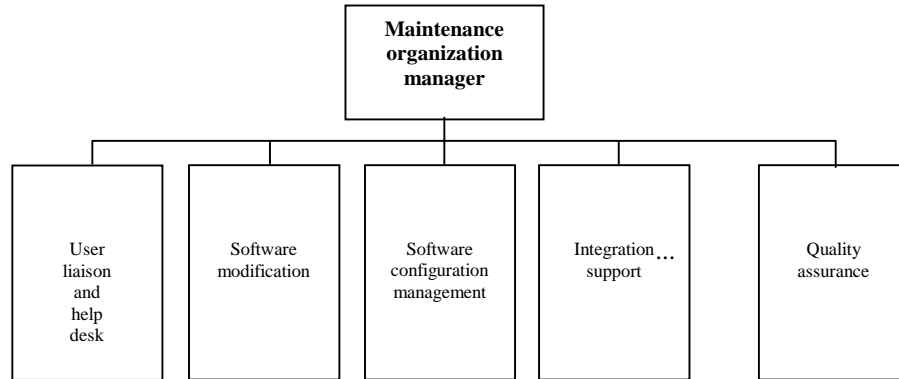 Maintenance
organization
manager
User
liaison
and
help
desk
Software
modification
Software
configuration
management
Integration...
support
Quality
assurance